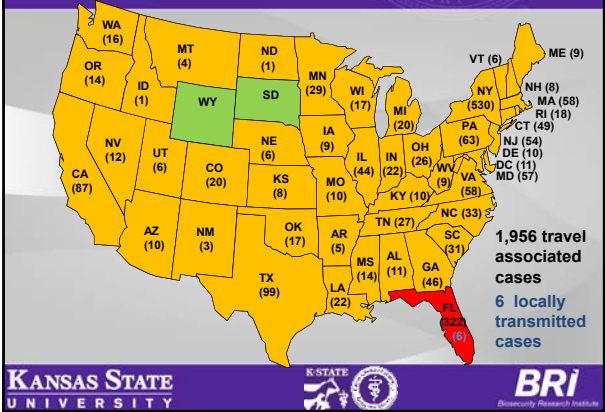 WA
(16)
OR
(14)
MT
(4)
ID
(1)
ND
(1)
WY
SD
MN
(29)
WI
(17)
MI
(20)
VT (6)
ME (9)
NY
(530)
NH (8)
MA (58)
RI (18)
CT (49)
PA
(63)
NJ (54)
DE (10)
DC (11)
MD (57)
NV
(12)
UT
(6)
CA
(87)
CO
(20)
NE
(6)
KS
(8)
IA
(9)
MO
(10)
IL
(44)
IN
(22)
OH
(26)
WV
(9)
VA
(58)
KY (10)
NC (33)
TN (27)
SC
(31)
AZ
(10)
NM
(3)
OK
(17)
AR
(5)
TX
(99)
LA
(22)
MS
(14)
AL
(11)
GA
(46)
FL
(322)
(6)
1,956 travel
associated
cases
6 locally
transmitted
cases
KANSAS STATE
UNIVERSITY
K-STATE
BRI
Biosecurity Research Institute